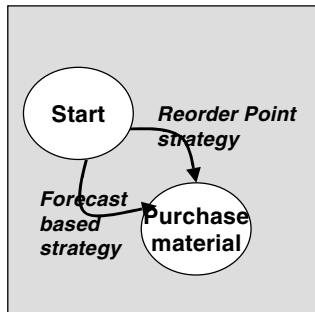 Start
Reorder Point
strategy
Forecast
based
strategy
Purchase
material